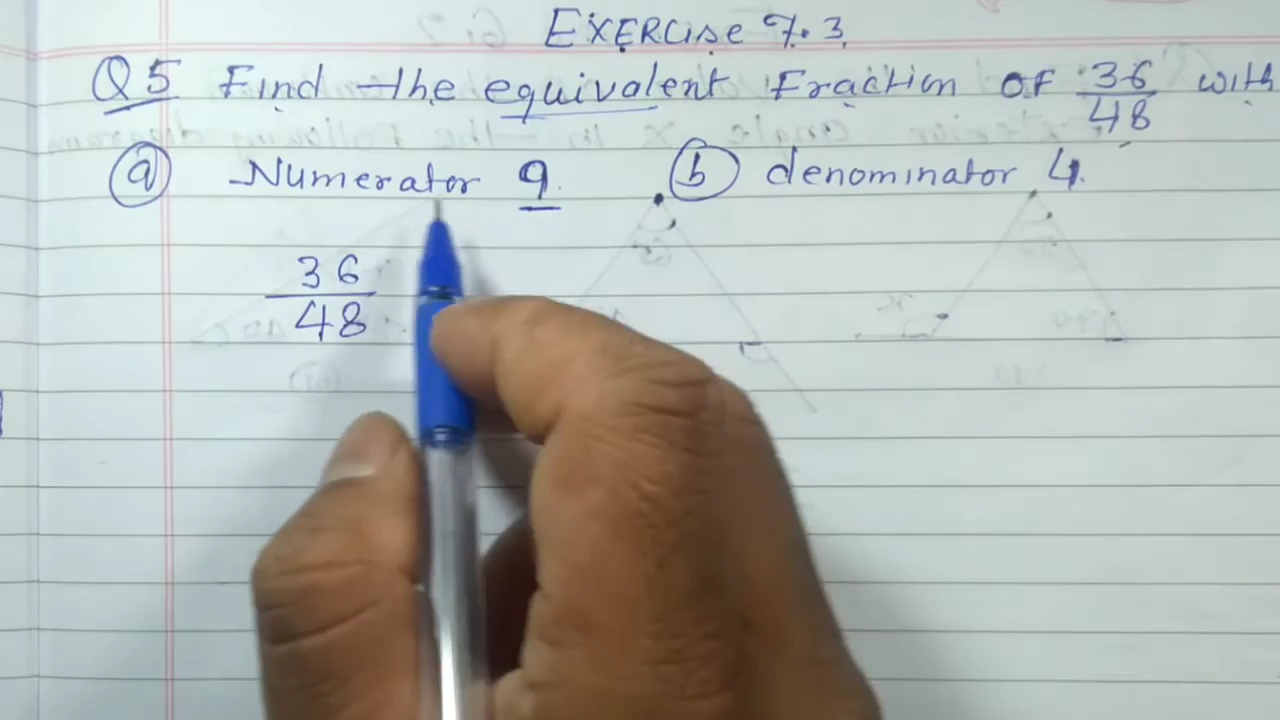 Exercise 7.3
Q5 Find the equivalent Fraction of 36/48 with
(a) Numerator 9. (b) denominator 4.
36
48